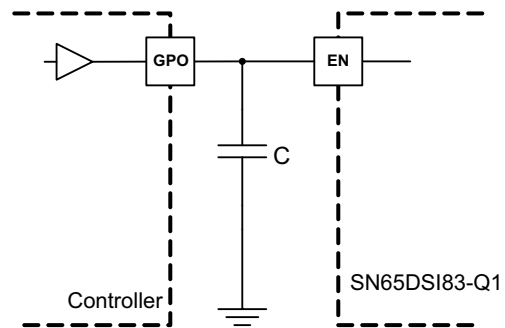 GPO
EN
C
SN65DSI83-Q1
Controller